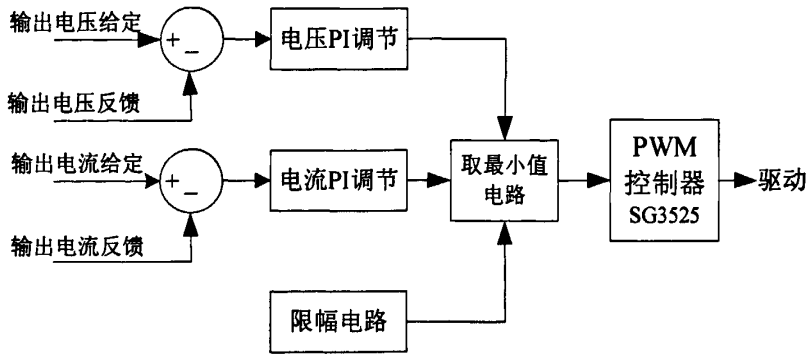 输出电压给定
+
−
电压PI调节
输出电压反馈
输出电流给定
+
−
电流PI调节
取最小值
电路
PWM
控制器
SG3525
驱动
输出电流反馈
限幅电路